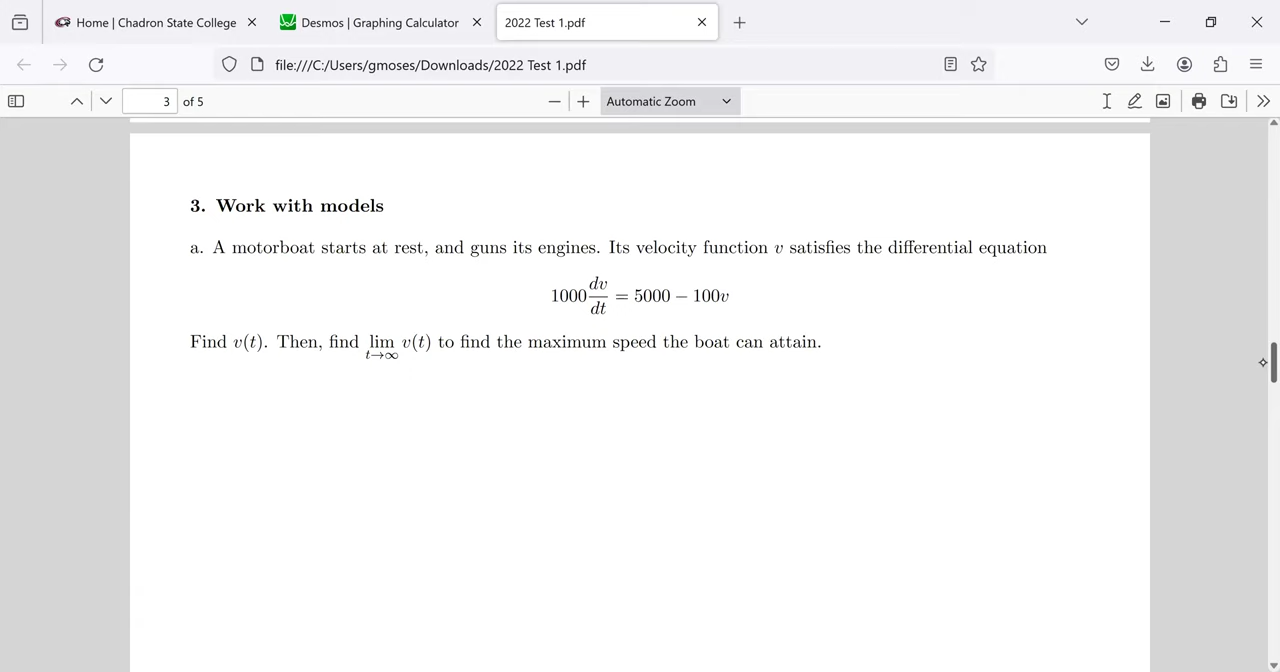 Home | Chadron State College
Desmos | Graphing Calculator
2022 Test 1.pdf
file:///C:/Users/gmoses/Downloads/2022 Test 1.pdf
3 of 5
Automatic Zoom
3. Work with models
a. A motorboat starts at rest, and guns its engines. Its velocity function v satisfies the differential equation
1000 dv/dt = 5000 − 100v
Find v(t). Then, find lim t→∞ v(t) to find the maximum speed the boat can attain.